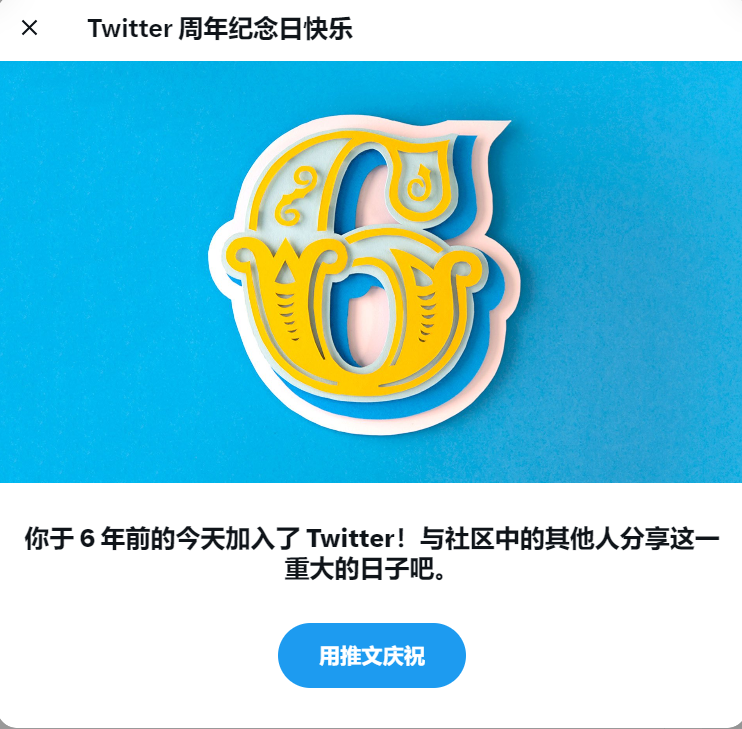 Twitter 周年纪念日快乐
6
你于 6 年前的今天加入了 Twitter！与社区中的其他人分享这一
重大的日子吧。
用推文庆祝